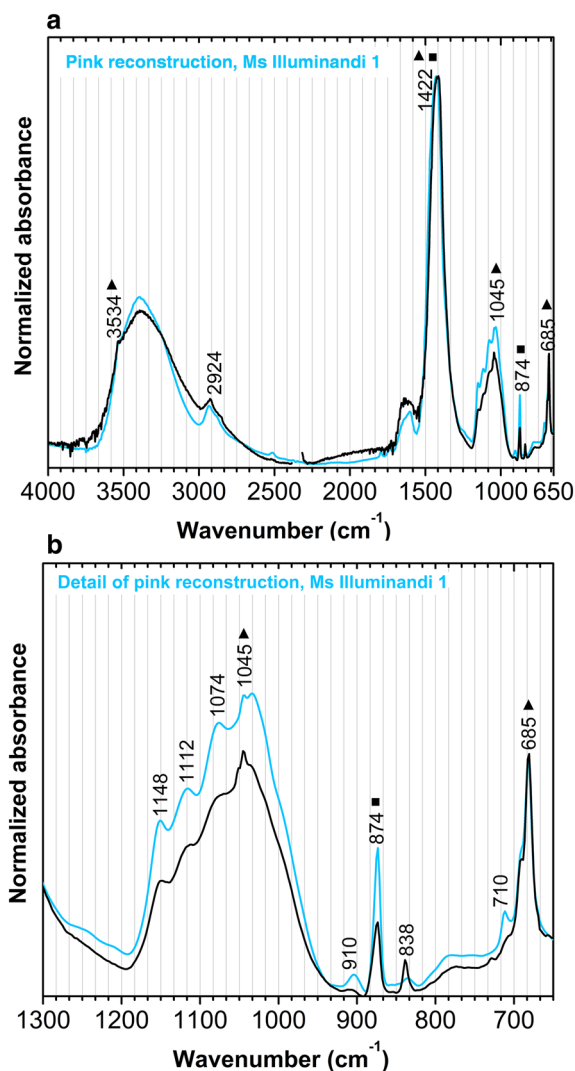 a
Pink reconstruction, Ms Illuminandi 1
▲ ■
1422
▲
3534
2924
▲
1045
■
874
▲
685
Normalized absorbance
4000 3500 3000 2500 2000 1500 1000 650
Wavenumber (cm⁻¹)
b
Detail of pink reconstruction, Ms Illuminandi 1
1148
1112
1074
▲
1045
910
■
874
838
710
▲
685
Normalized absorbance
1300 1200 1100 1000 900 800 700
Wavenumber (cm⁻¹)